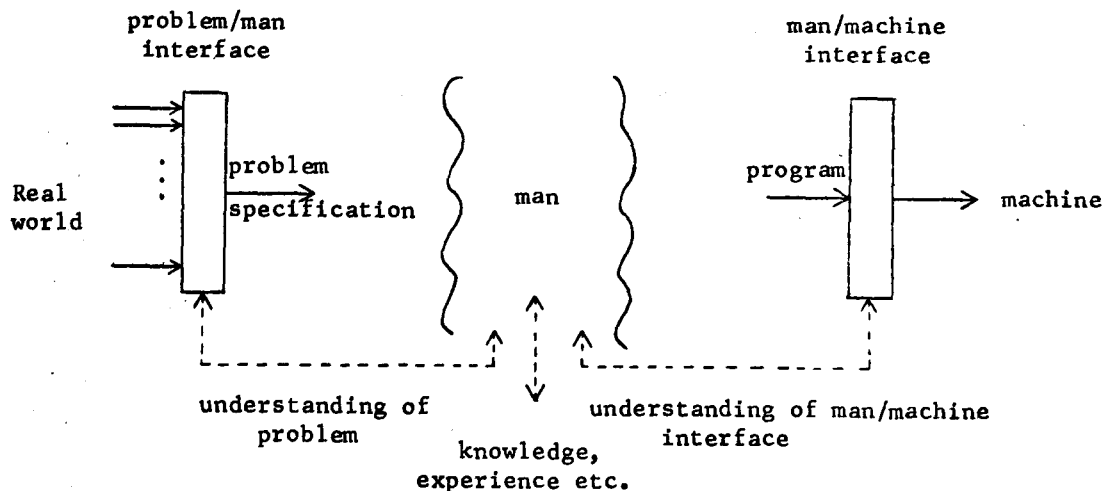 problem/man
interface
man/machine
interface
Real
world
problem
specification
man
program
machine
understanding of
problem
knowledge,
experience etc.
understanding of man/machine
interface